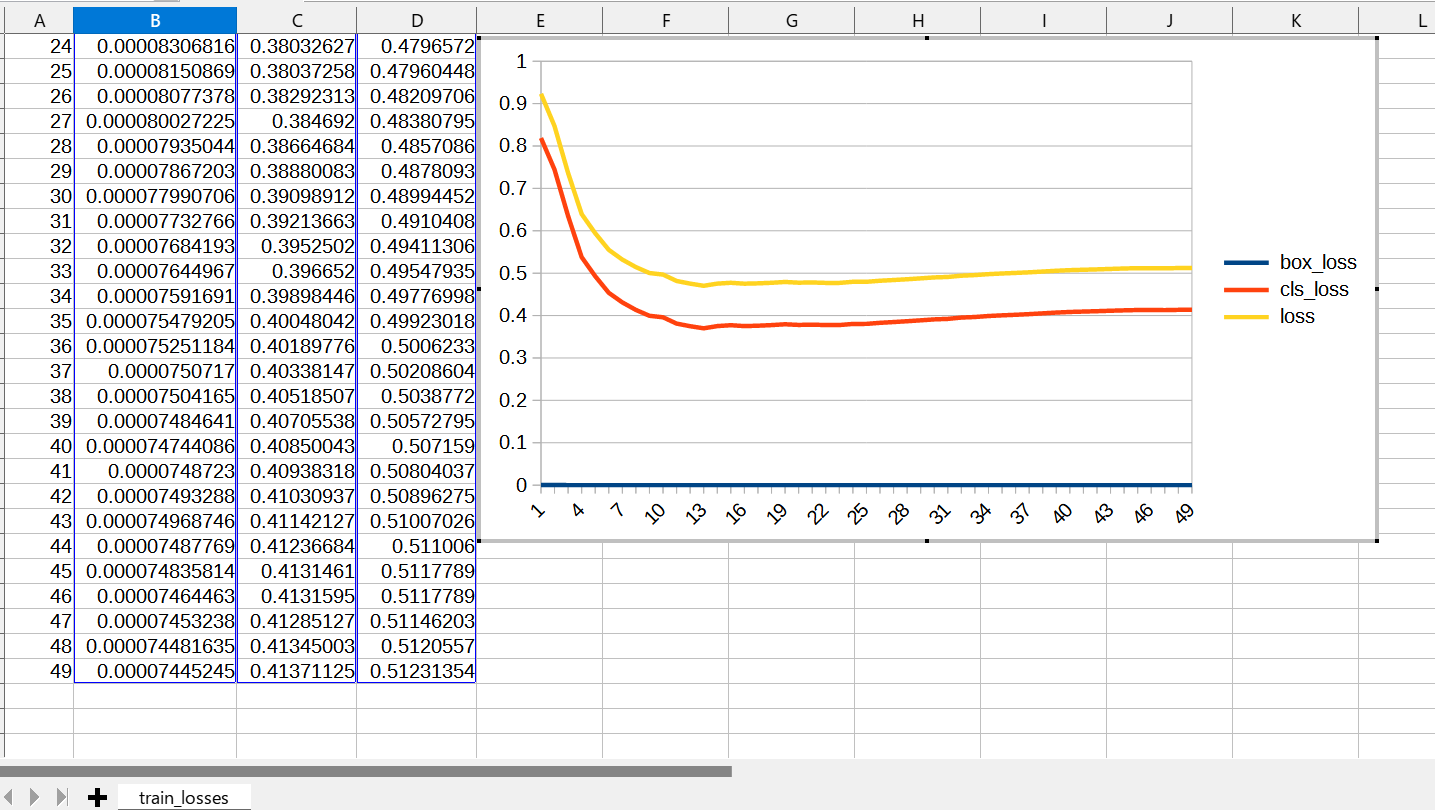 A B C D E F G H I J K L
24 0.00008306816 0.38032627 0.4796572
25 0.00008150869 0.38037258 0.47960448
26 0.00008077378 0.38292313 0.48209706
27 0.000080027225 0.384692 0.48380795
28 0.00007935044 0.38664684 0.4857086
29 0.00007867203 0.38880083 0.4878093
30 0.000077990706 0.39098912 0.48994452
31 0.00007732766 0.39213663 0.4910408
32 0.00007684193 0.3952502 0.49411306
33 0.00007644967 0.396652 0.49547935
34 0.00007591691 0.39898446 0.49776998
35 0.000075479205 0.40048042 0.49923018
36 0.000075251184 0.40189776 0.5006233
37 0.0000750717 0.40338147 0.50208604
38 0.00007504165 0.40518507 0.5038772
39 0.00007484641 0.40705538 0.50572795
40 0.000074744086 0.40850043 0.507159
41 0.0000748723 0.40938318 0.50804037
42 0.00007493288 0.41030937 0.50896275
43 0.000074968746 0.41142127 0.51007026
44 0.00007487769 0.41236684 0.511006
45 0.000074835814 0.4131461 0.5117789
46 0.00007464463 0.4131595 0.5117789
47 0.00007453238 0.41285127 0.51146203
48 0.000074481635 0.41345003 0.5120557
49 0.00007445245 0.41371125 0.51231354
1
0.9
0.8
0.7
0.6
0.5
0.4
0.3
0.2
0.1
0
1 4 7 10 13 16 19 22 25 28 31 34 37 40 43 46 49
box_loss
cls_loss
loss
train_losses